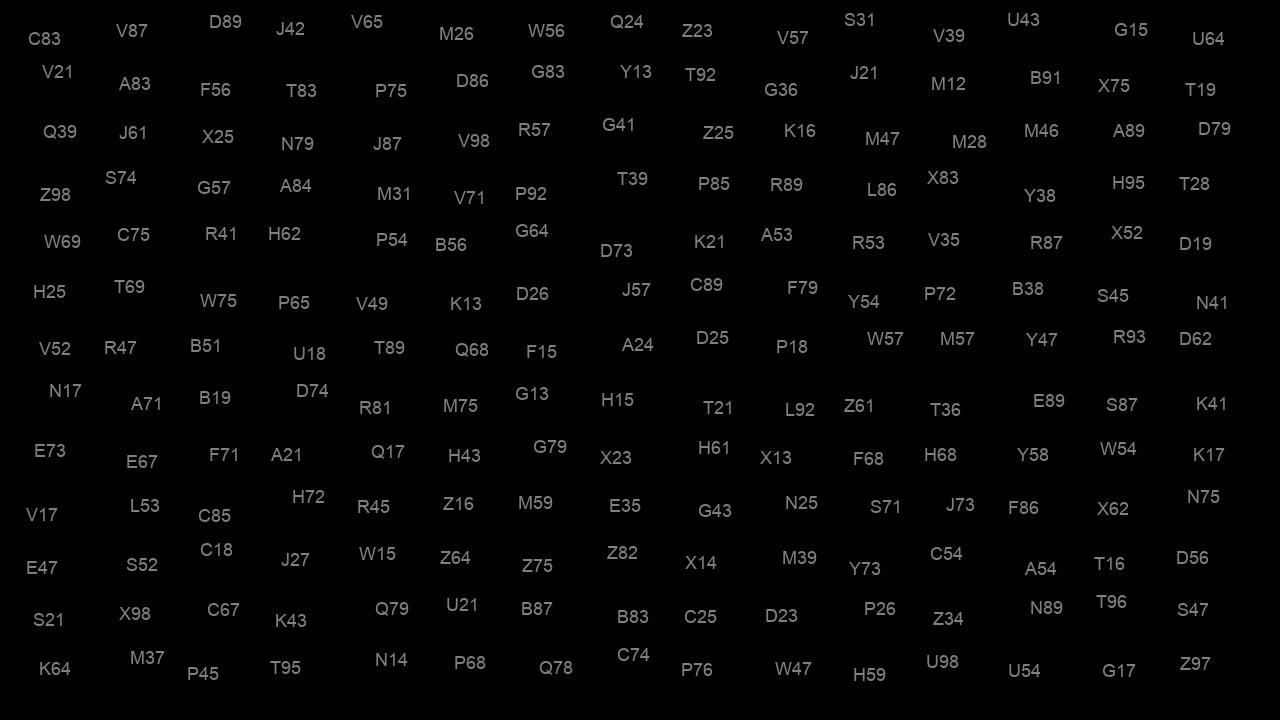 C83 V87 D89 J42 V65 M26 W56 Q24 Z23 V57 S31 V39 U43 G15 U64
V21 A83 F56 T83 P75 D86 G83 Y13 T92 G36 J21 M12 B91 X75 T19
Q39 J61 X25 N79 J87 V98 R57 G41 Z25 K16 M47 M28 M46 A89 D79
Z98 S74 G57 A84 M31 V71 P92 T39 P85 R89 L86 X83 Y38 H95 T28
W69 C75 R41 H62 P54 B56 G64 D73 K21 A53 R53 V35 R87 X52 D19
H25 T69 W75 P65 V49 K13 D26 J57 C89 F79 Y54 P72 B38 S45 N41
V52 R47 B51 U18 T89 Q68 F15 A24 D25 P18 W57 M57 Y47 R93 D62
N17 A71 B19 D74 R81 M75 G13 H15 T21 L92 Z61 T36 E89 S87 K41
E73 E67 F71 A21 Q17 H43 G79 X23 H61 X13 F68 H68 Y58 W54 K17
V17 L53 C85 H72 R45 Z16 M59 E35 G43 N25 S71 J73 F86 X62 N75
E47 S52 C18 J27 W15 Z64 Z75 Z82 X14 M39 Y73 C54 A54 T16 D56
S21 X98 C67 K43 Q79 U21 B87 B83 C25 D23 P26 Z34 N89 T96 S47
K64 M37 P45 T95 N14 P68 Q78 C74 P76 W47 H59 U98 U54 G17 Z97